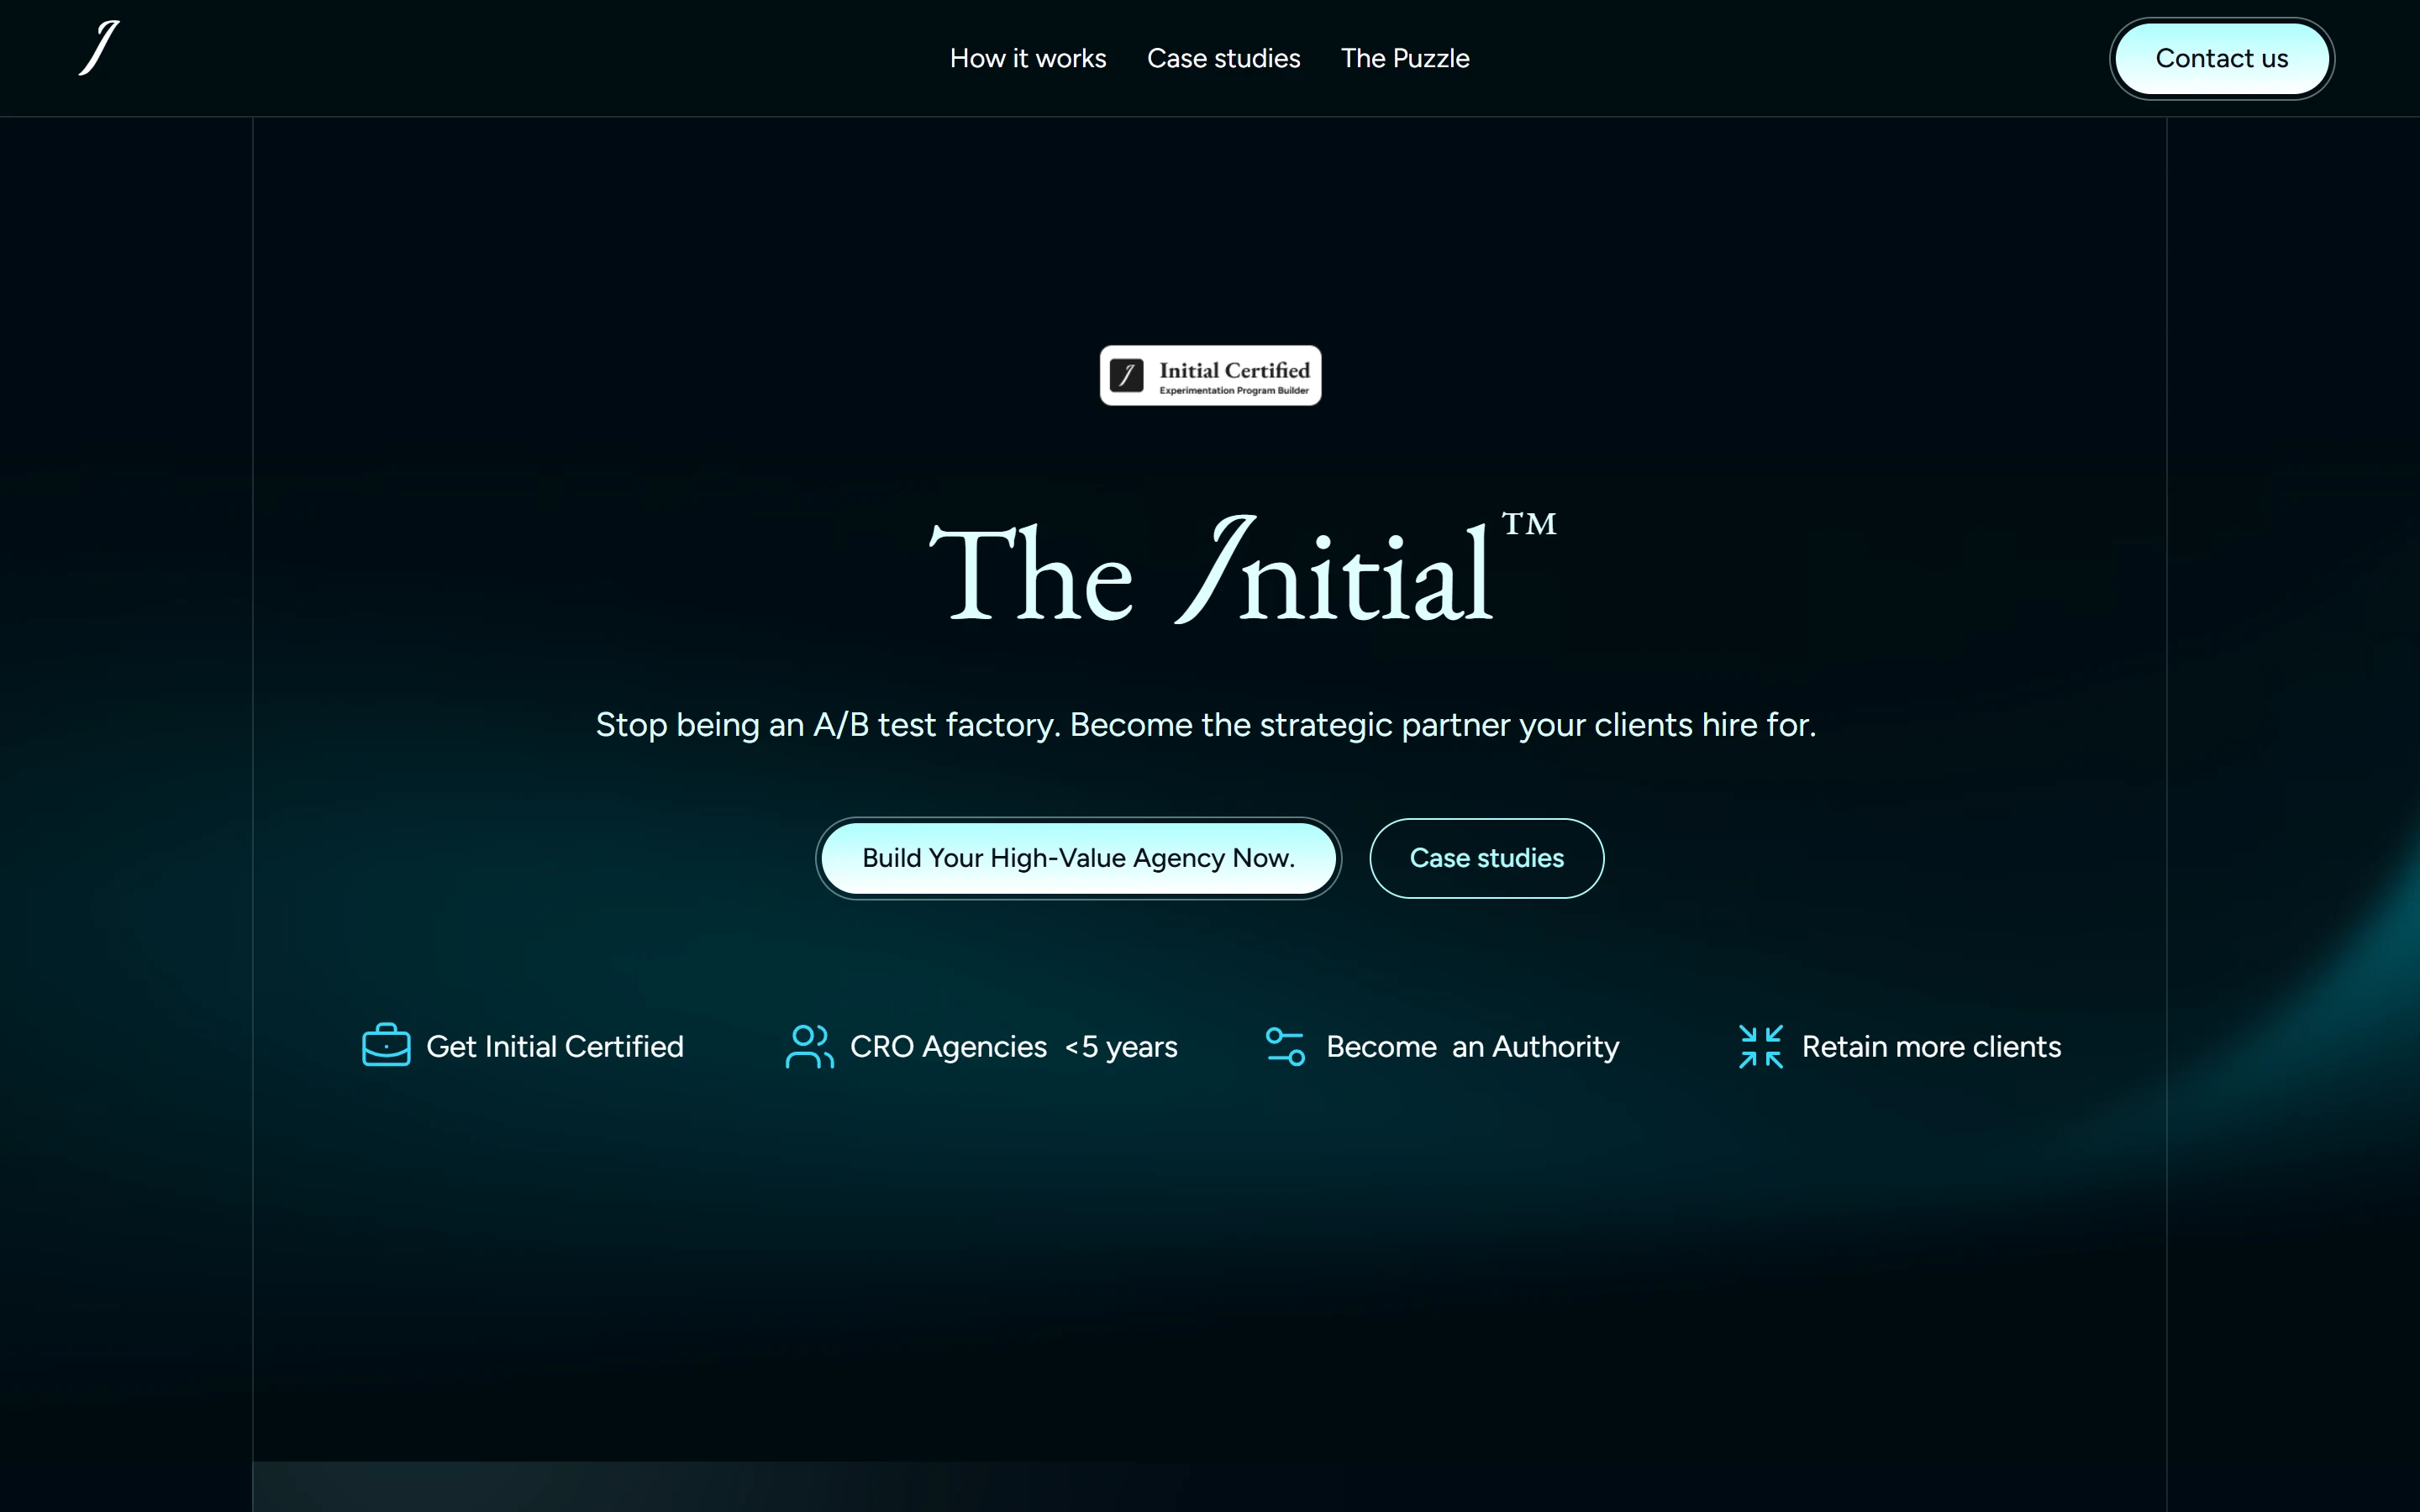 How it works Case studies The Puzzle
Contact us
Initial Certified
Experimentation Program Builder
The Initial™
Stop being an A/B test factory. Become the strategic partner your clients hire for.
Build Your High-Value Agency Now.
Case studies
Get Initial Certified
CRO Agencies <5 years
Become an Authority
Retain more clients